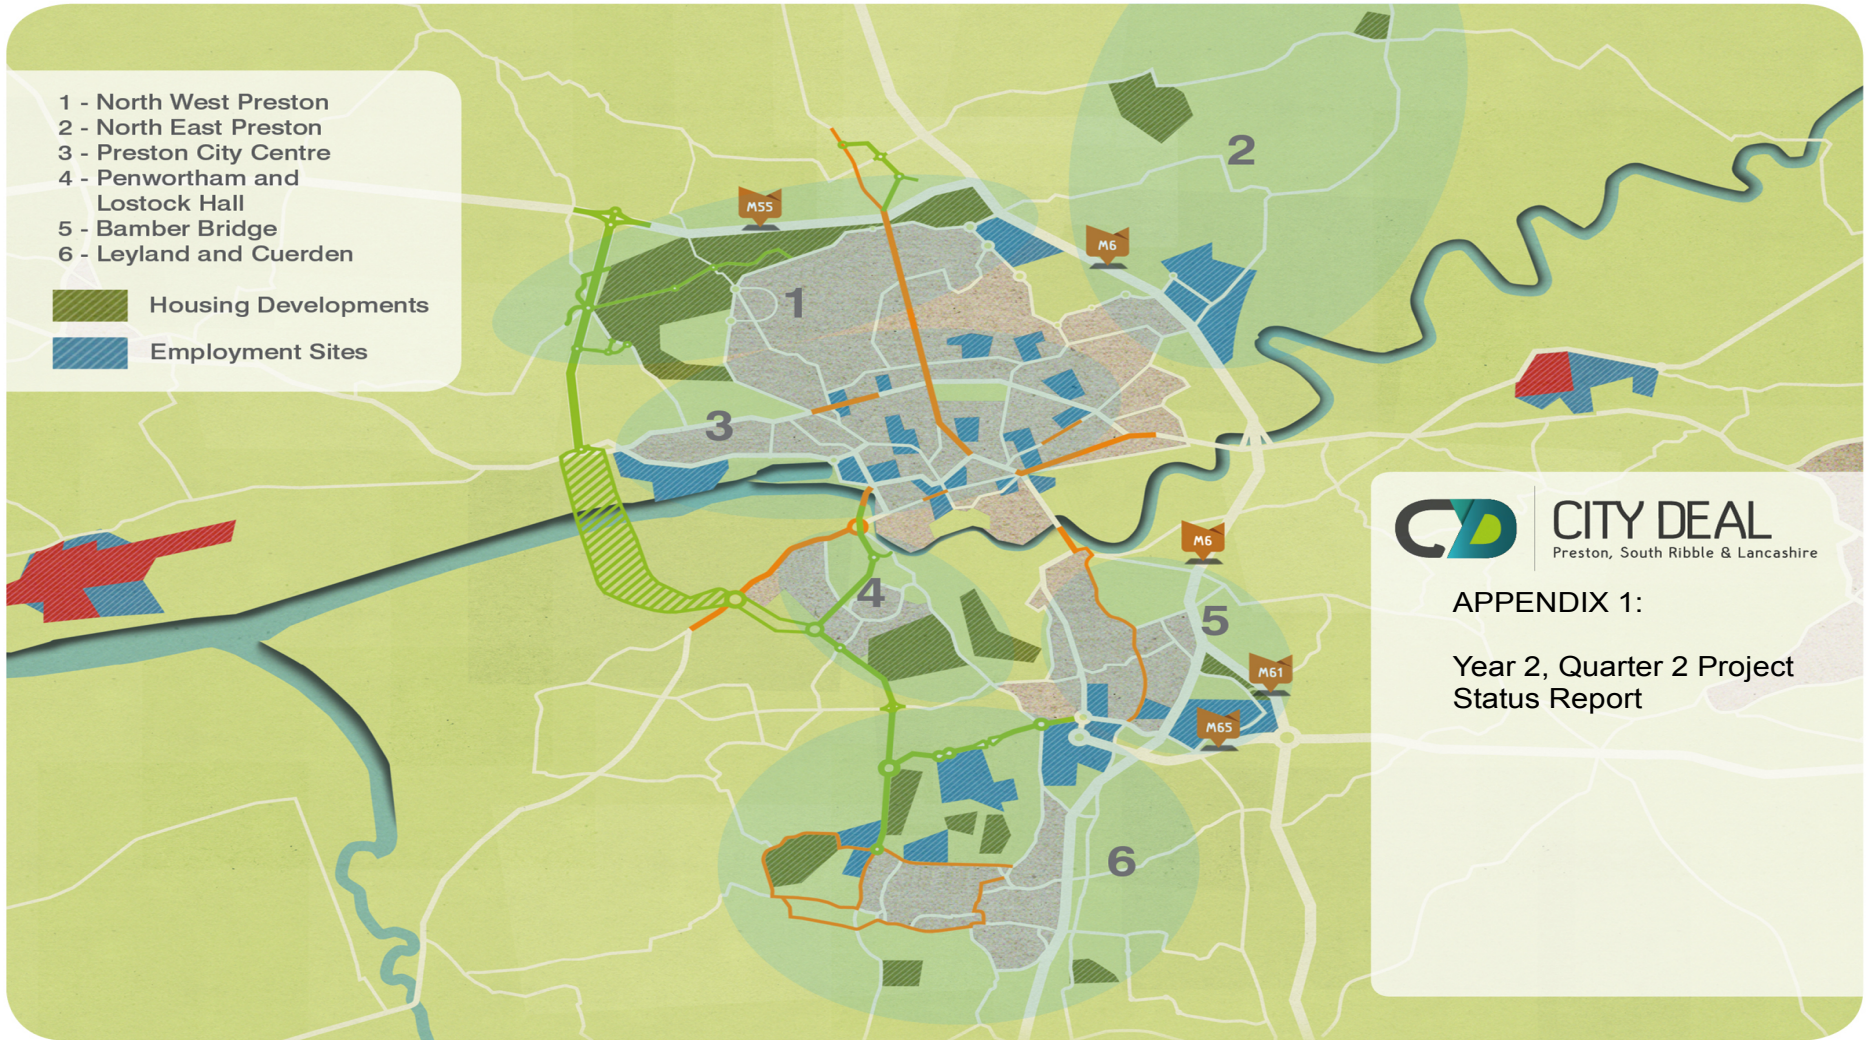 1 - North West Preston
2 - North East Preston
3 - Preston City Centre
4 - Penwortham and
Lostock Hall
5 - Bamber Bridge
6 - Leyland and Cuerden
Housing Developments
Employment Sites
M55
M6
2
1
3
M6
4
5
M61
M65
6
CITY DEAL
Preston, South Ribble & Lancashire
APPENDIX 1:
Year 2, Quarter 2 Project
Status Report